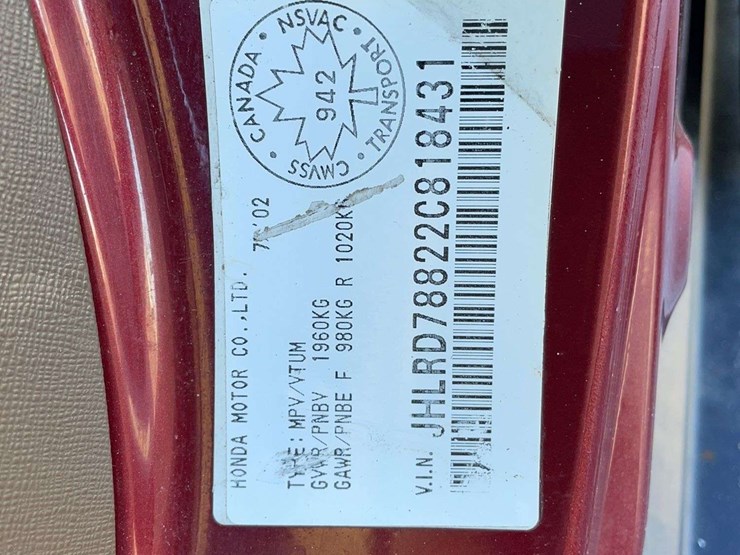 HONDA MOTOR CO.,LTD.
02
CANADA • NSVAC • TRANSPORT • CMVSS •
942
TYPE: MPV/VTUM
GVWR/PNBV 1960KG
GAWR/PNBE F 980KG R 1020KG
V.I.N. JHLRD78822C818431